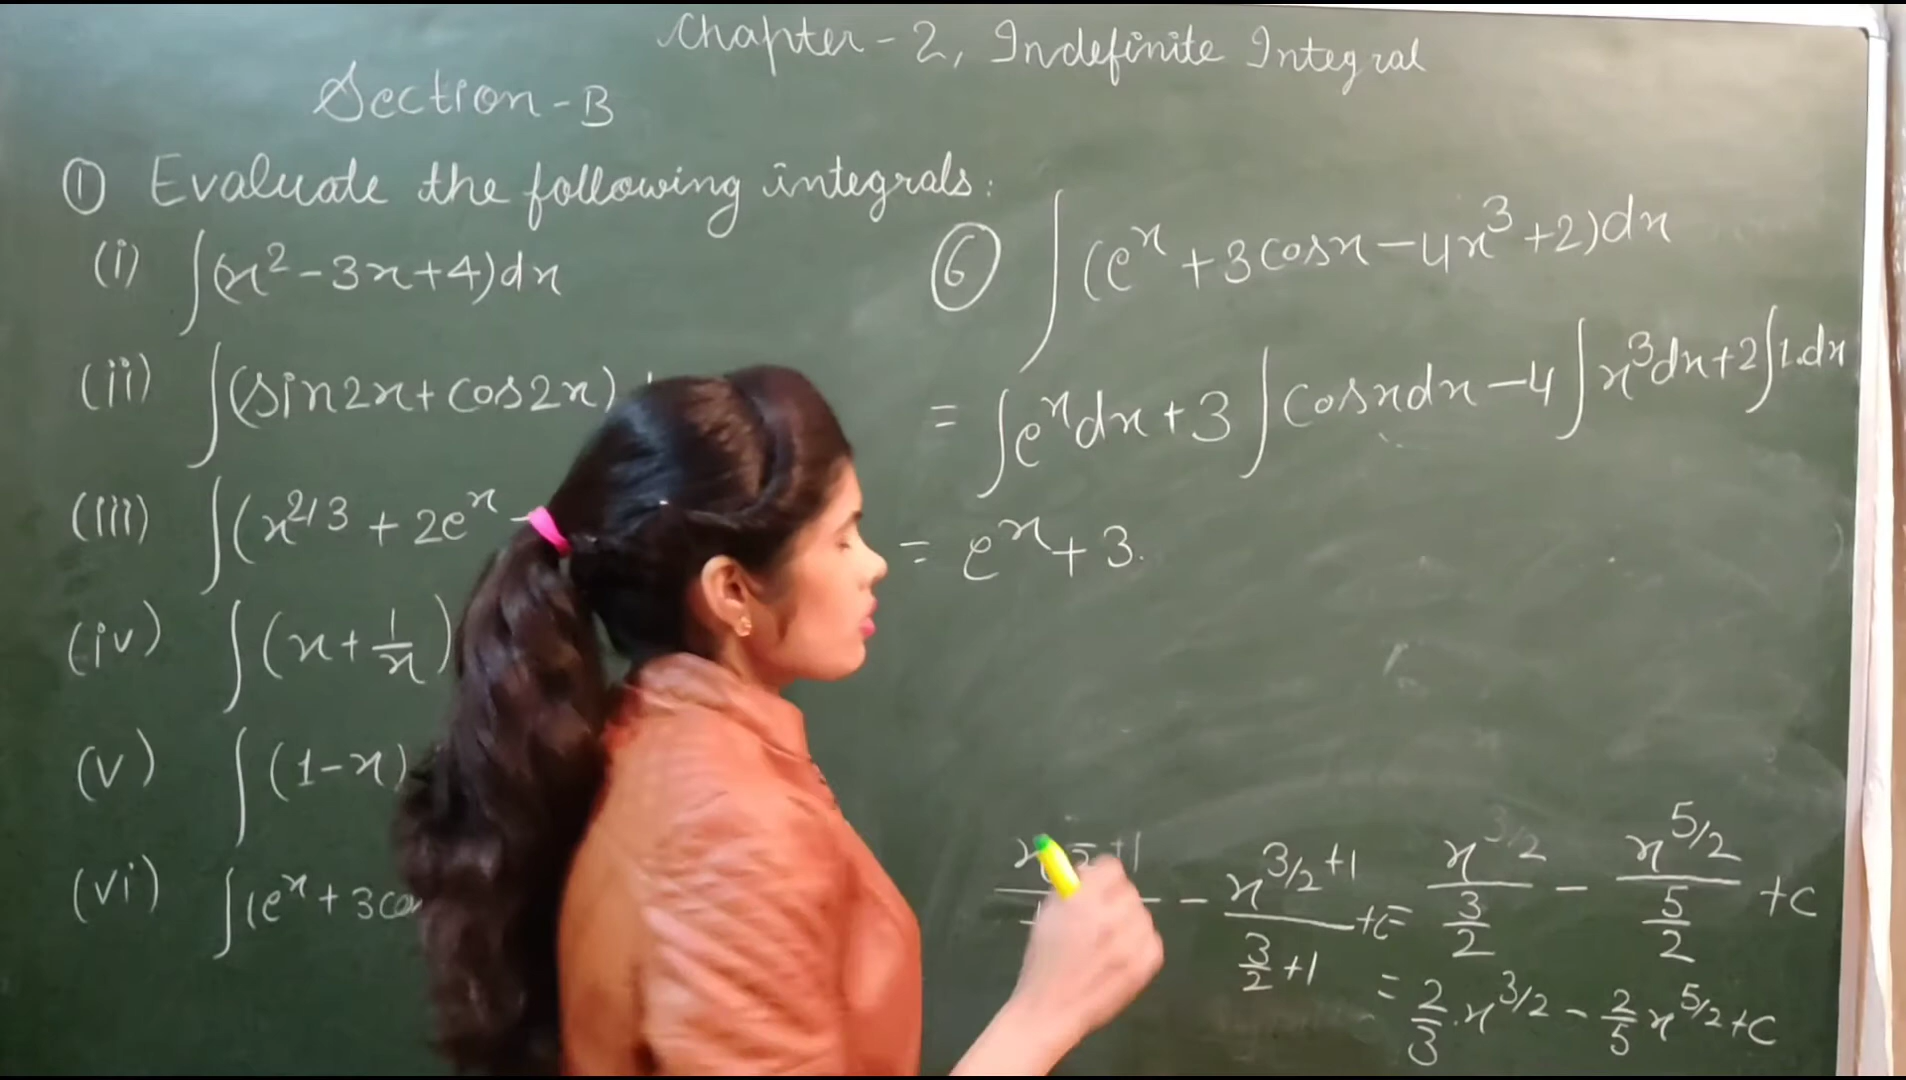 Chapter - 2, Indefinite Integral
Section - B
① Evaluate the following integrals:
(i) ∫(x² - 3x + 4)dx
(ii) ∫(sin2x + cos2x)
(iii) ∫(x^2/3 + 2e^x -
(iv) ∫(x + 1/x)
(v) ∫(1 - x)
(vi) ∫(e^x + 3co
⑥ ∫(e^x + 3cosx - 4x³ + 2)dx
= ∫e^x dx + 3∫cosxdx - 4∫x³dx + 2∫1.dx
= e^x + 3.
- x^(3/2 + 1)/(3/2 + 1) + c = x^(3/2)/(3/2) - x^(5/2)/(5/2) + c
= 2/3 . x^3/2 - 2/5 x^5/2 + c